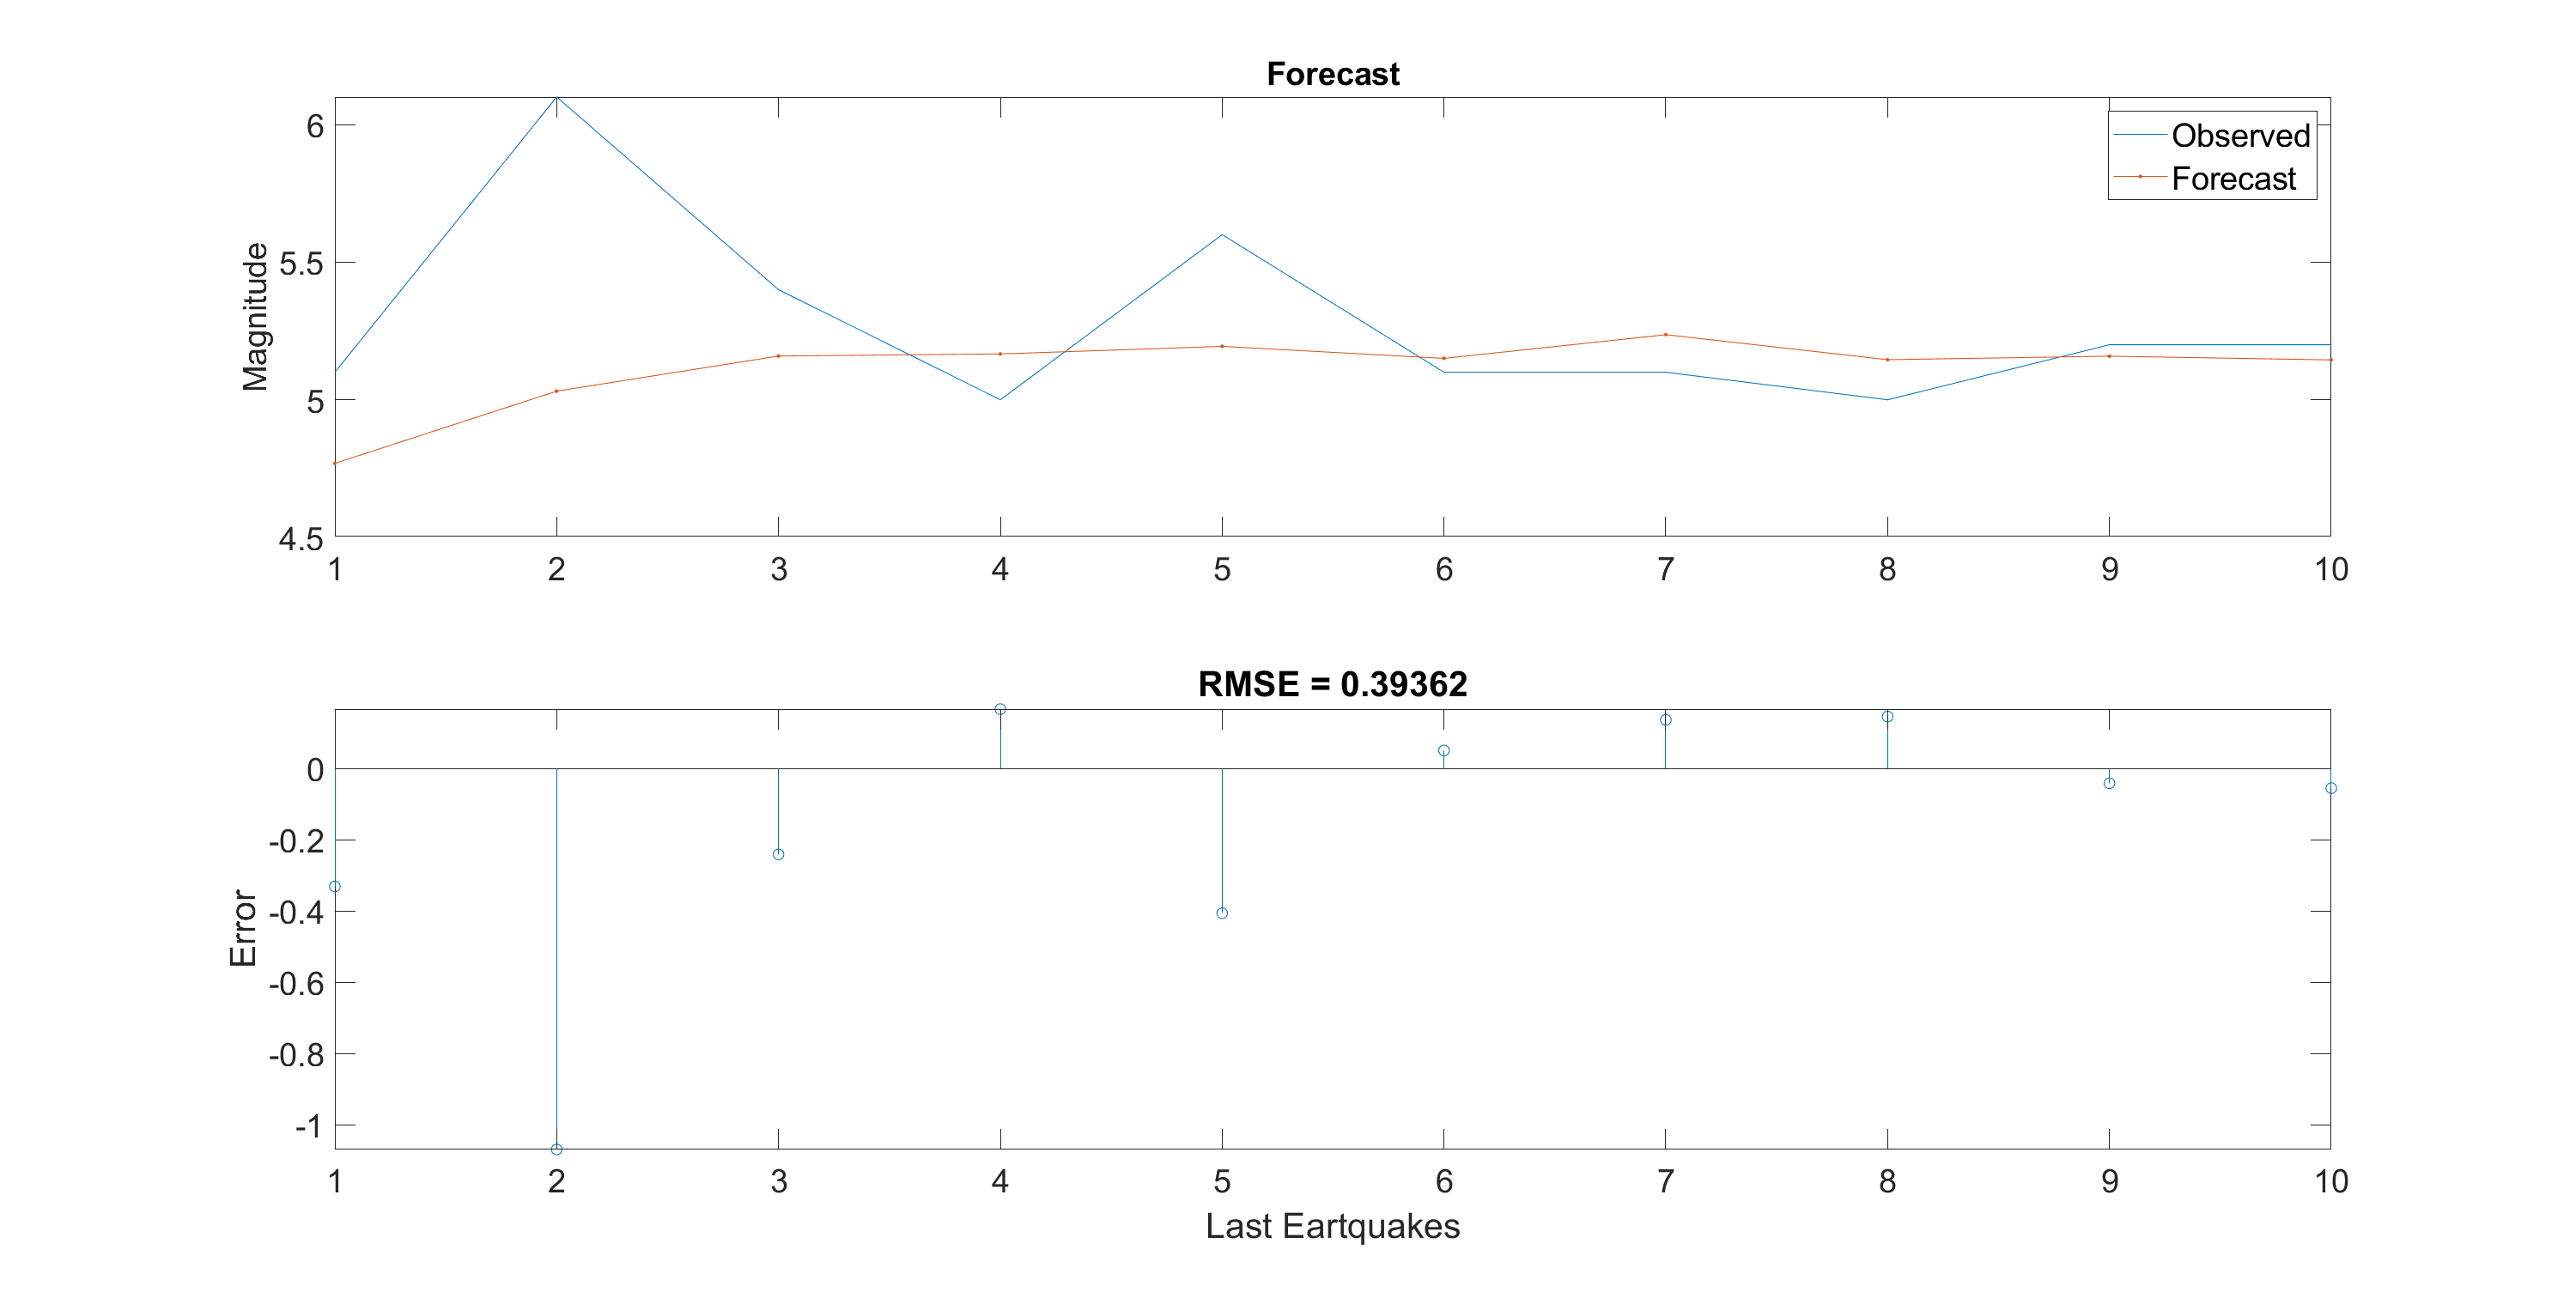 Forecast
Magnitude
6
5.5
5
4.5
Observed
Forecast
1 2 3 4 5 6 7 8 9 10
RMSE = 0.39362
Error
0
-0.2
-0.4
-0.6
-0.8
-1
1 2 3 4 5 6 7 8 9 10
Last Eartquakes